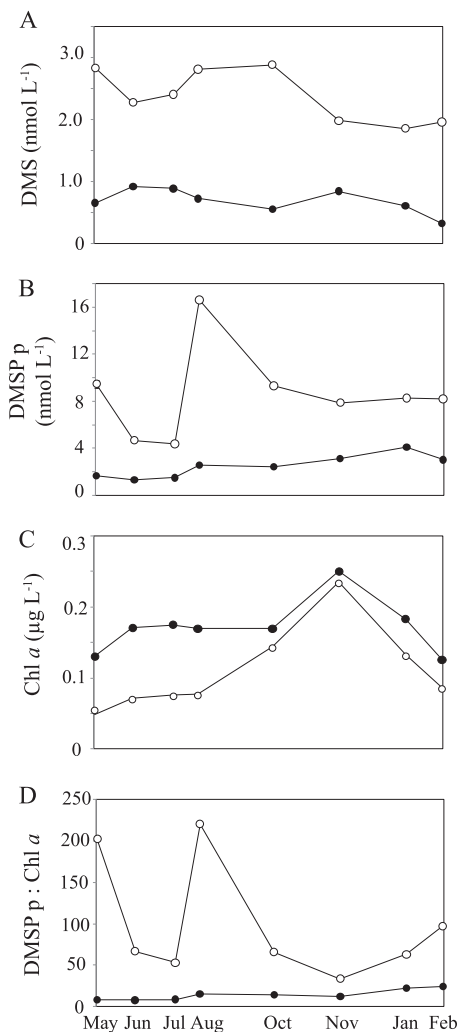 A
DMS (nmol L⁻¹)
3.0
2.0
1.0
0
B
DMSP p
(nmol L⁻¹)
16
12
8
4
0
C
Chl a (µg L⁻¹)
0.3
0.2
0.1
0
D
DMSP p : Chl a
250
200
150
100
50
0
May Jun Jul Aug Oct Nov Jan Feb